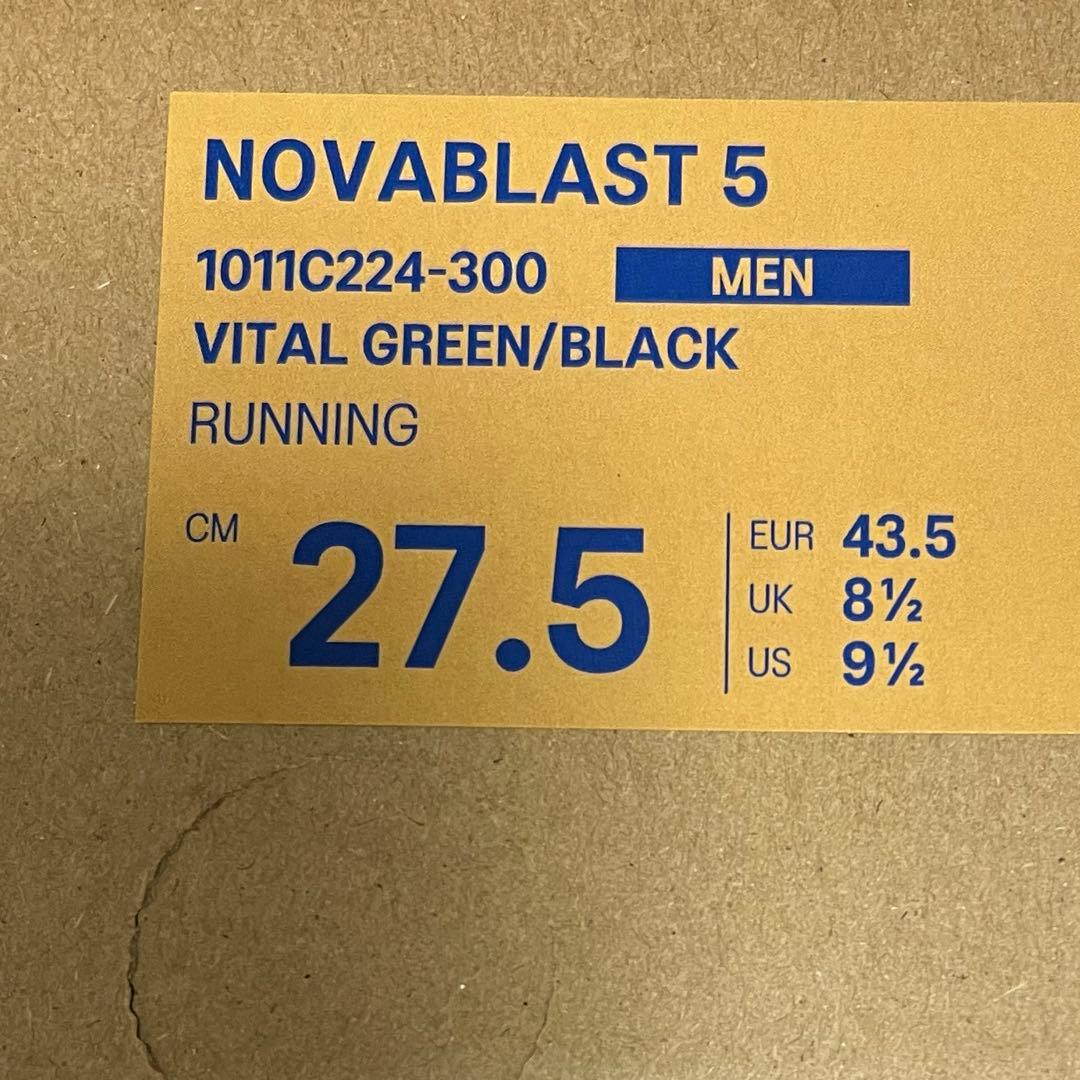 NOVABLAST 5
1011C224-300 MEN
VITAL GREEN/BLACK
RUNNING
CM 27.5
EUR 43.5
UK 8½
US 9½